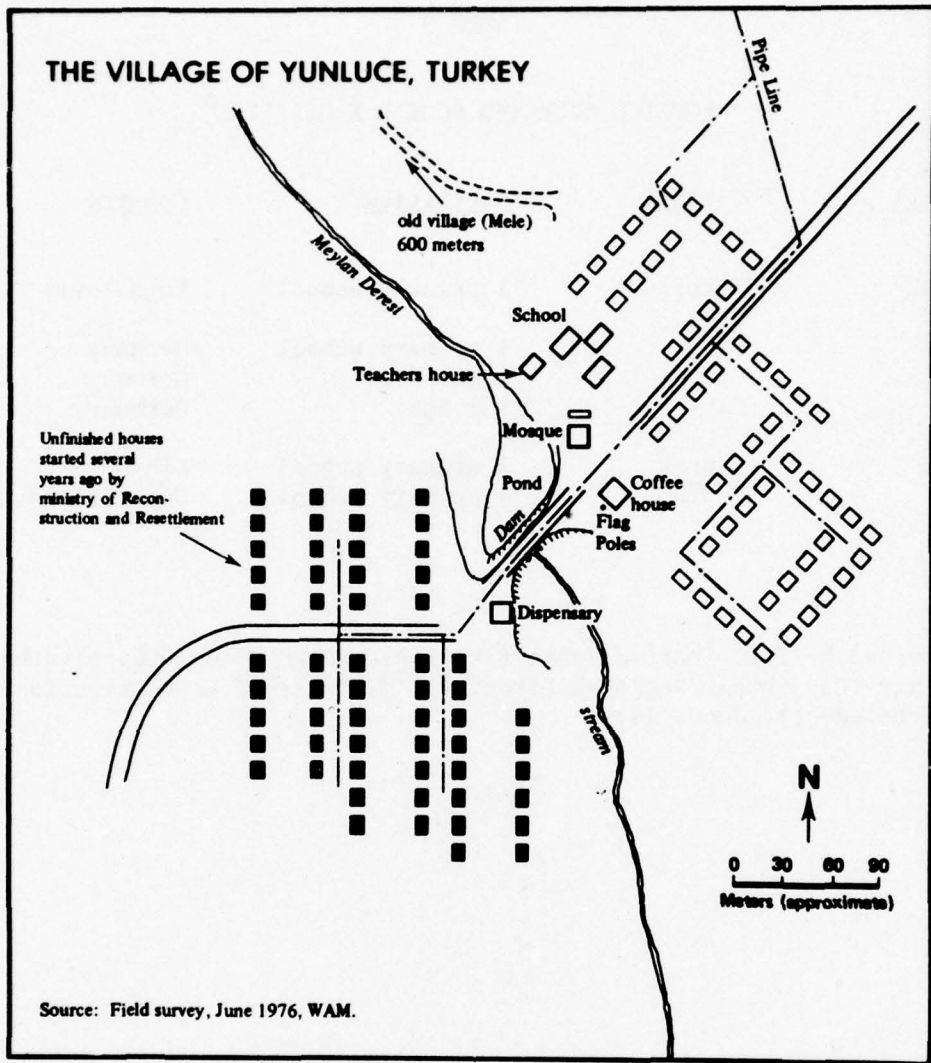 THE VILLAGE OF YUNLUCE, TURKEY
Pipe Line
old village (Mele)
600 meters
Meylan Deresi
School
Teachers house
Mosque
Unfinished houses
started several
years ago by
ministry of Recon-
struction and Resettlement
Pond
Coffee
house
Dam
Flag
Poles
Dispensary
stream
N
0 30 60 90
Meters (approximate)
Source: Field survey, June 1976, WAM.